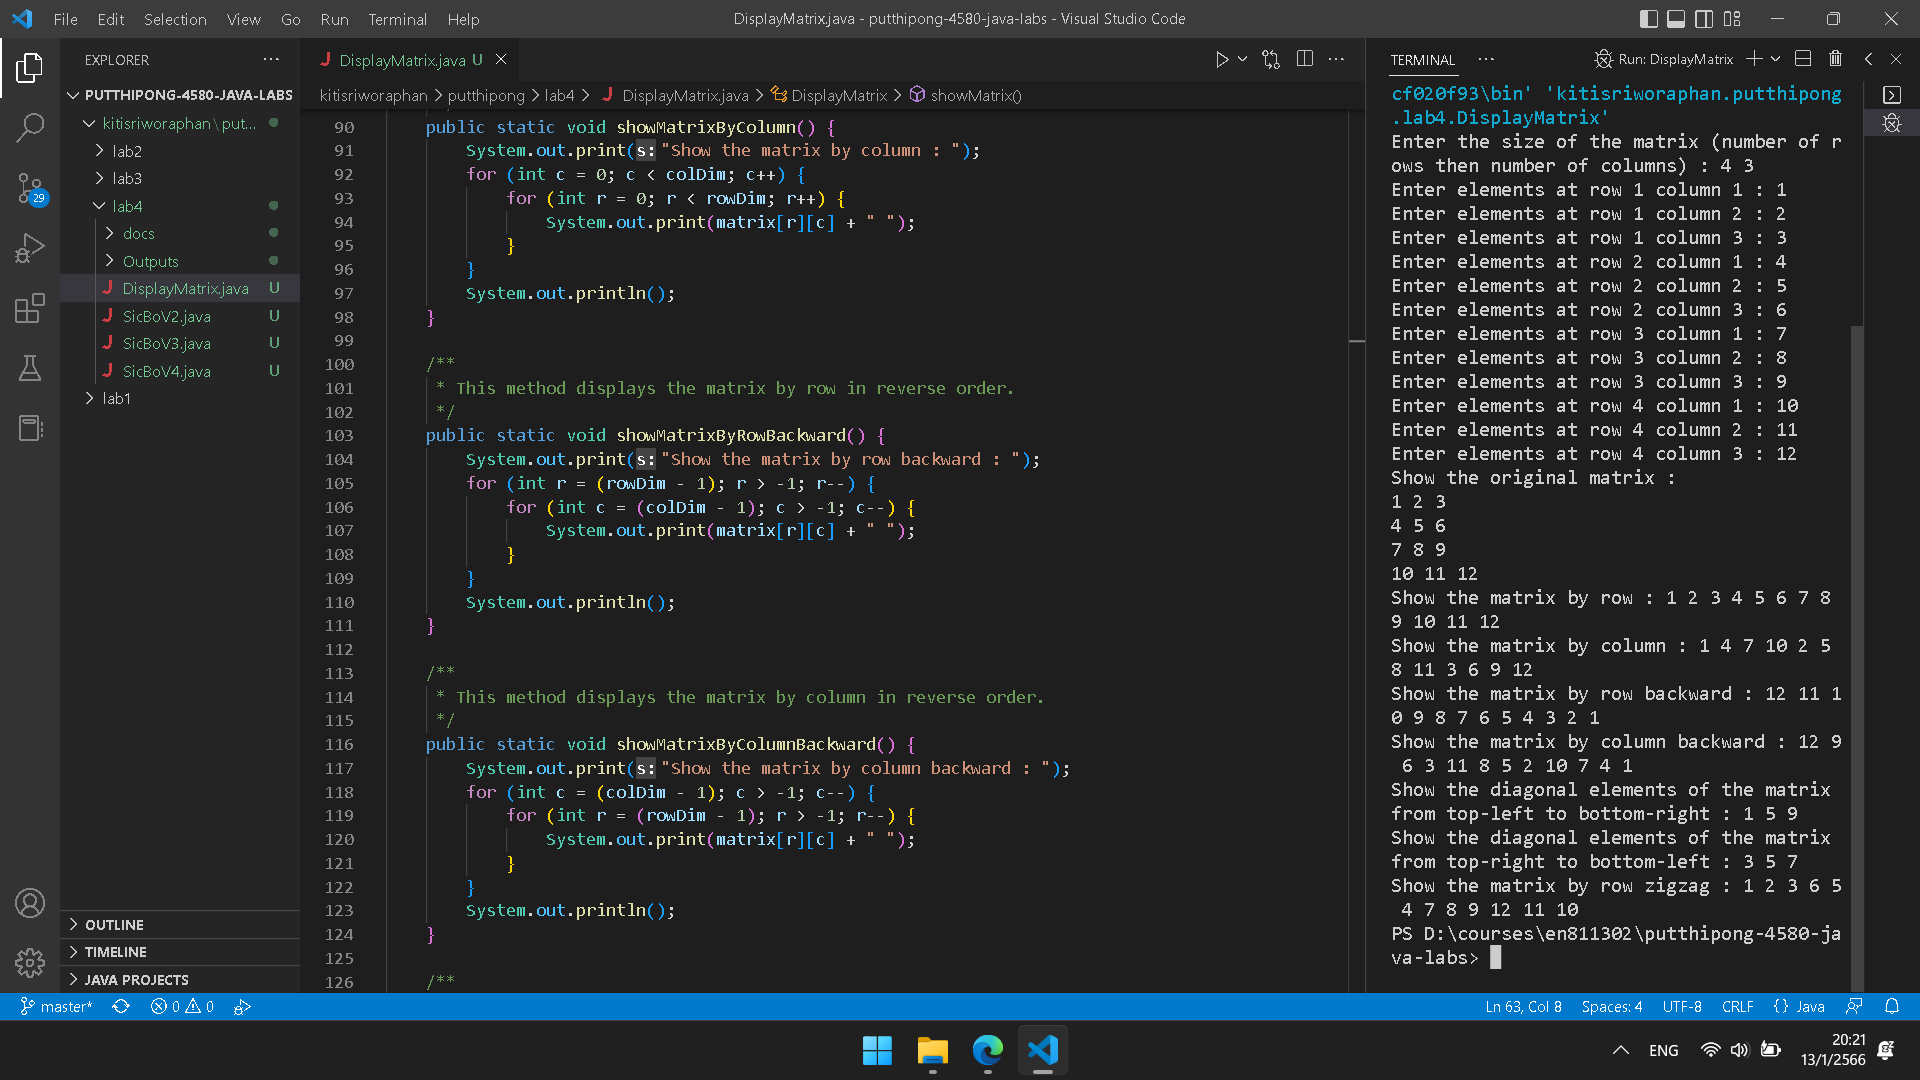 File Edit Selection View Go Run Terminal Help
DisplayMatrix.java - putthipong-4580-java-labs - Visual Studio Code
EXPLORER
PUTTHIPONG-4580-JAVA-LABS
kitisriworaphan\put...
lab2
lab3
lab4
docs
Outputs
DisplayMatrix.java U
SicBoV2.java U
SicBoV3.java U
SicBoV4.java U
lab1
OUTLINE
TIMELINE
JAVA PROJECTS
29
DisplayMatrix.java U
kitisriworaphan > putthipong > lab4 > DisplayMatrix.java > DisplayMatrix > showMatrix()
90 public static void showMatrixByColumn() {
91 System.out.print(s:"Show the matrix by column : ");
92 for (int c = 0; c < colDim; c++) {
93 for (int r = 0; r < rowDim; r++) {
94 System.out.print(matrix[r][c] + " ");
95 }
96 }
97 System.out.println();
98 }
99
100 /**
101 * This method displays the matrix by row in reverse order.
102 */
103 public static void showMatrixByRowBackward() {
104 System.out.print(s:"Show the matrix by row backward : ");
105 for (int r = (rowDim - 1); r > -1; r--) {
106 for (int c = (colDim - 1); c > -1; c--) {
107 System.out.print(matrix[r][c] + " ");
108 }
109 }
110 System.out.println();
111 }
112
113 /**
114 * This method displays the matrix by column in reverse order.
115 */
116 public static void showMatrixByColumnBackward() {
117 System.out.print(s:"Show the matrix by column backward : ");
118 for (int c = (colDim - 1); c > -1; c--) {
119 for (int r = (rowDim - 1); r > -1; r--) {
120 System.out.print(matrix[r][c] + " ");
121 }
122 }
123 System.out.println();
124 }
125
126 /**
TERMINAL
Run: DisplayMatrix
cf020f93\bin' 'kitisriworaphan.putthipong
.lab4.DisplayMatrix'
Enter the size of the matrix (number of r
ows then number of columns) : 4 3
Enter elements at row 1 column 1 : 1
Enter elements at row 1 column 2 : 2
Enter elements at row 1 column 3 : 3
Enter elements at row 2 column 1 : 4
Enter elements at row 2 column 2 : 5
Enter elements at row 2 column 3 : 6
Enter elements at row 3 column 1 : 7
Enter elements at row 3 column 2 : 8
Enter elements at row 3 column 3 : 9
Enter elements at row 4 column 1 : 10
Enter elements at row 4 column 2 : 11
Enter elements at row 4 column 3 : 12
Show the original matrix :
1 2 3
4 5 6
7 8 9
10 11 12
Show the matrix by row : 1 2 3 4 5 6 7 8
9 10 11 12
Show the matrix by column : 1 4 7 10 2 5
8 11 3 6 9 12
Show the matrix by row backward : 12 11 1
0 9 8 7 6 5 4 3 2 1
Show the matrix by column backward : 12 9
6 3 11 8 5 2 10 7 4 1
Show the diagonal elements of the matrix
from top-left to bottom-right : 1 5 9
Show the diagonal elements of the matrix
from top-right to bottom-left : 3 5 7
Show the matrix by row zigzag : 1 2 3 6 5
4 7 8 9 12 11 10
PS D:\courses\en811302\putthipong-4580-ja
va-labs>
master* 0 0
Ln 63, Col 8 Spaces: 4 UTF-8 CRLF {} Java
ENG
20:21
13/1/2566